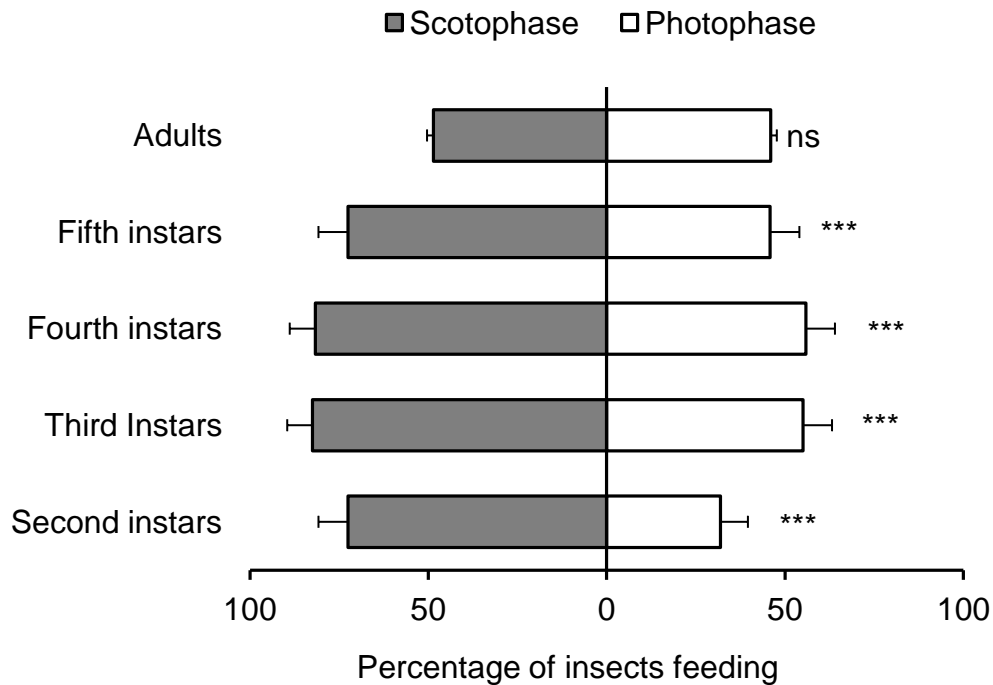 Scotophase Photophase
Adults
ns
Fifth instars
***
Fourth instars
***
Third Instars
***
Second instars
***
100 50 0 50 100
Percentage of insects feeding